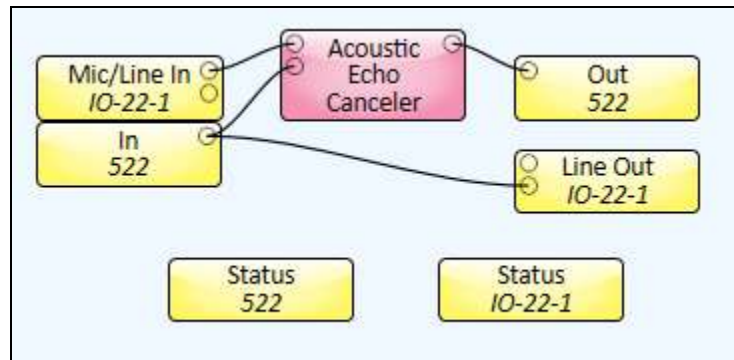 Mic/Line In
IO-22-1
In
522
Acoustic
Echo
Canceler
Out
522
Line Out
IO-22-1
Status
522
Status
IO-22-1